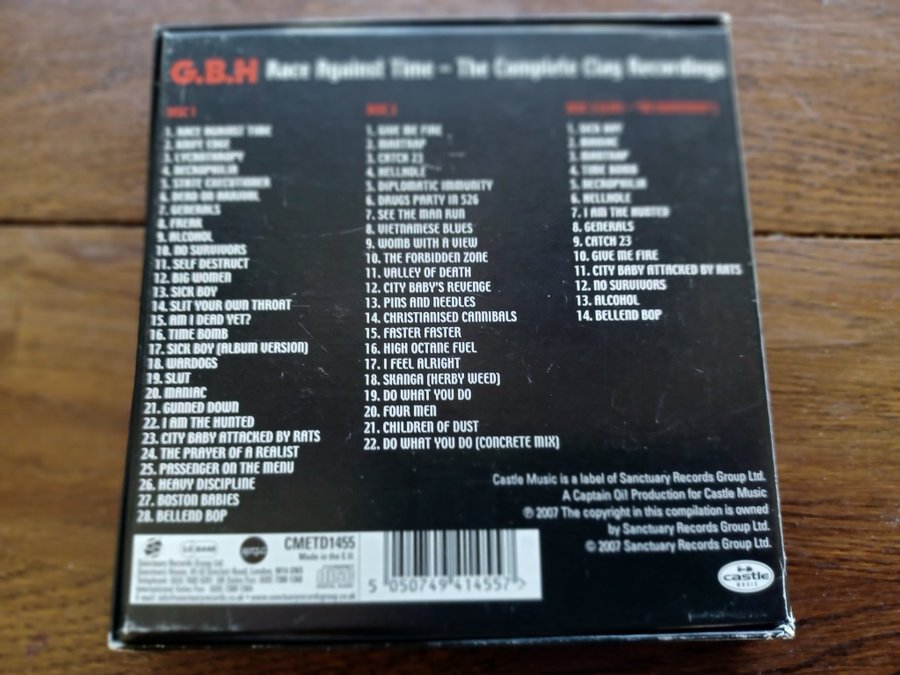 G.B.H Race Against Time – The Complete Clay Recordings
DISC 1
1. RACE AGAINST TIME
2. KNIFE EDGE
3. LYCANTHROPY
4. NECROPHILIA
5. STATE EXECUTIONER
6. DEAD ON ARRIVAL
7. GENERALS
8. FREAK
9. ALCOHOL
10. NO SURVIVORS
11. SELF DESTRUCT
12. BIG WOMEN
13. SICK BOY
14. SLIT YOUR OWN THROAT
15. AM I DEAD YET?
16. TIME BOMB
17. SICK BOY (ALBUM VERSION)
18. WARDOGS
19. SLUT
20. MANIAC
21. GUNNED DOWN
22. I AM THE HUNTED
23. CITY BABY ATTACKED BY RATS
24. THE PRAYER OF A REALIST
25. PASSENGER ON THE MENU
26. HEAVY DISCIPLINE
27. BOSTON BABIES
28. BELLEND BOP
DISC 2
1. GIVE ME FIRE
2. MANTRAP
3. CATCH 23
4. HELLHOLE
5. DIPLOMATIC IMMUNITY
6. DRUGS PARTY IN 526
7. SEE THE MAN RUN
8. VIETNAMESE BLUES
9. WOMB WITH A VIEW
10. THE FORBIDDEN ZONE
11. VALLEY OF DEATH
12. CITY BABY'S REVENGE
13. PINS AND NEEDLES
14. CHRISTIANISED CANNIBALS
15. FASTER FASTER
16. HIGH OCTANE FUEL
17. I FEEL ALRIGHT
18. SKANGA (HERBY WEED)
19. DO WHAT YOU DO
20. FOUR MEN
21. CHILDREN OF DUST
22. DO WHAT YOU DO (CONCRETE MIX)
1. SICK BOY
2. MANIAC
3. MANTRAP
4. TIME BOMB
5. NECROPHILIA
6. HELLHOLE
7. I AM THE HUNTED
8. GENERALS
9. CATCH 23
10. GIVE ME FIRE
11. CITY BABY ATTACKED BY RATS
12. NO SURVIVORS
13. ALCOHOL
14. BELLEND BOP
Castle Music is a label of Sanctuary Records Group Ltd.
A Captain Oi! Production for Castle Music
℗ 2007 The copyright in this compilation is owned
by Sanctuary Records Group Ltd.
© 2007 Sanctuary Records Group Ltd.
CMETD1455
Made in the E.U.
Sanctuary Records Group Ltd.
5 050749 414557 >
castle
MUSIC